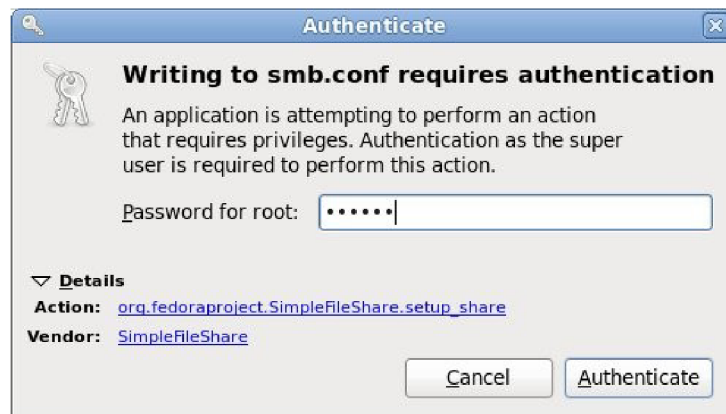 Authenticate
Writing to smb.conf requires authentication
An application is attempting to perform an action
that requires privileges. Authentication as the super
user is required to perform this action.
Password for root: ••••••
Details
Action: org.fedoraproject.SimpleFileShare.setup_share
Vendor: SimpleFileShare
Cancel Authenticate